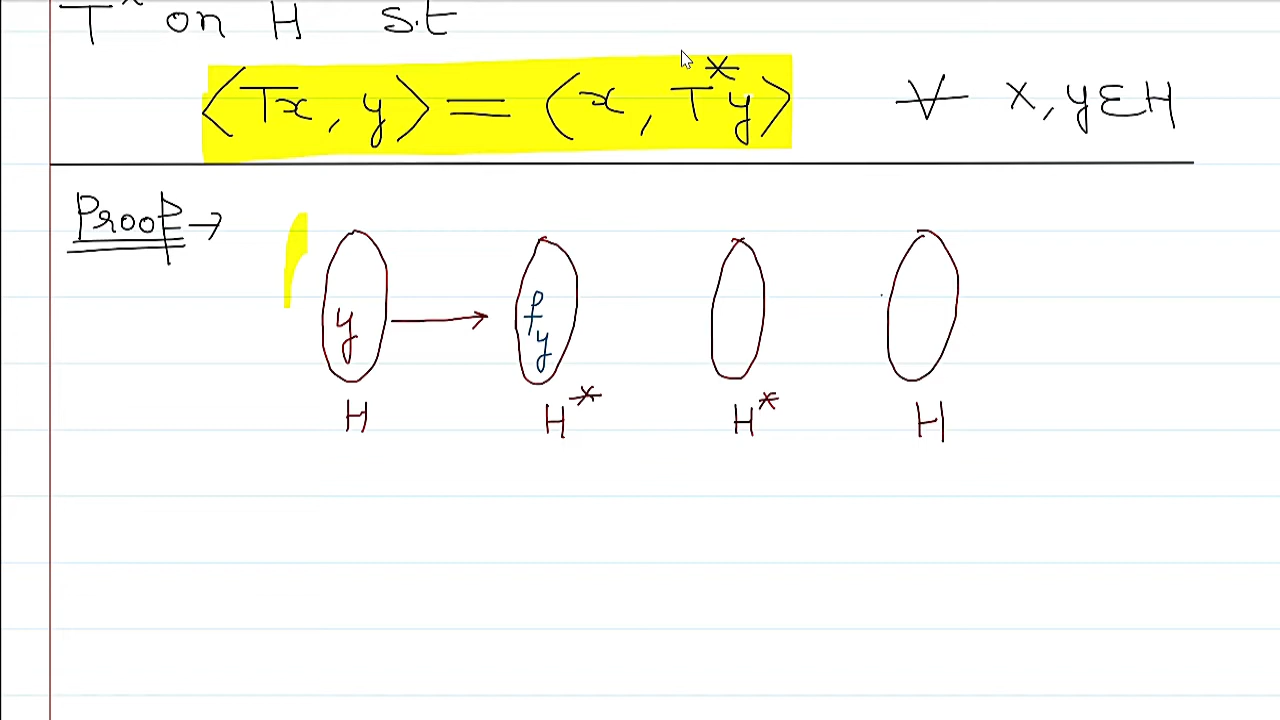 T* on H s.t
⟨Tx, y⟩ = ⟨x, T*y⟩ ∀ x, y ε H
Proof →
y → f_y
H H* H* H